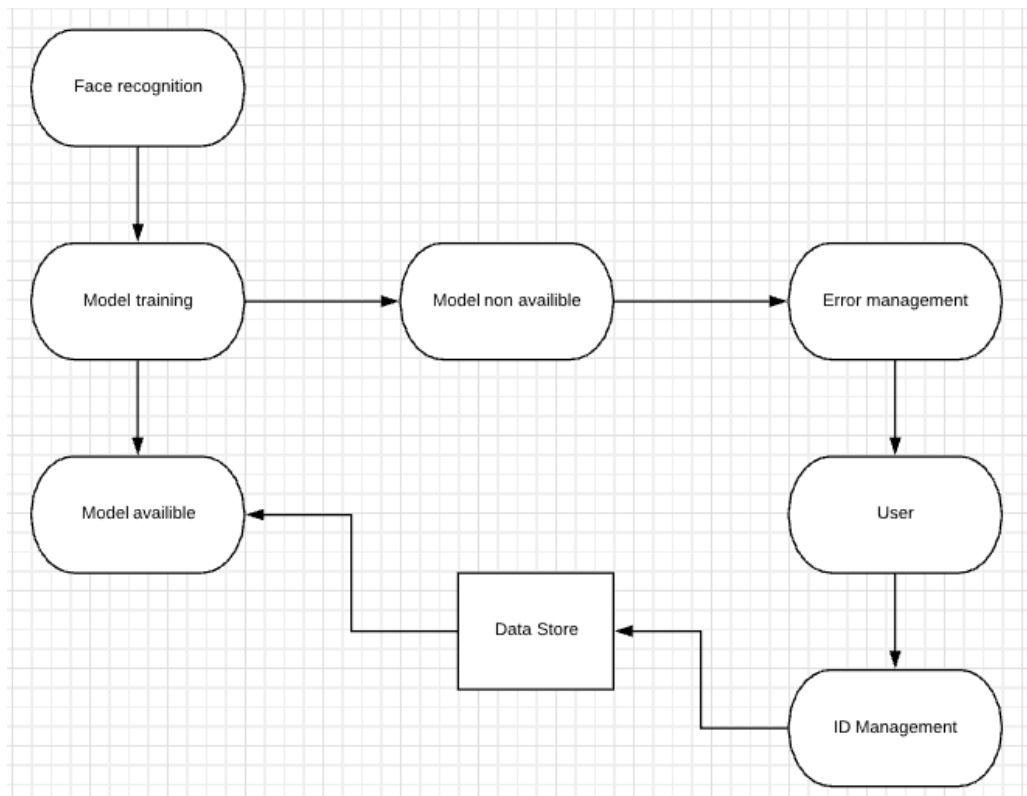 Face recognition
Model training
Model non availible
Error management
Model availible
User
Data Store
ID Management